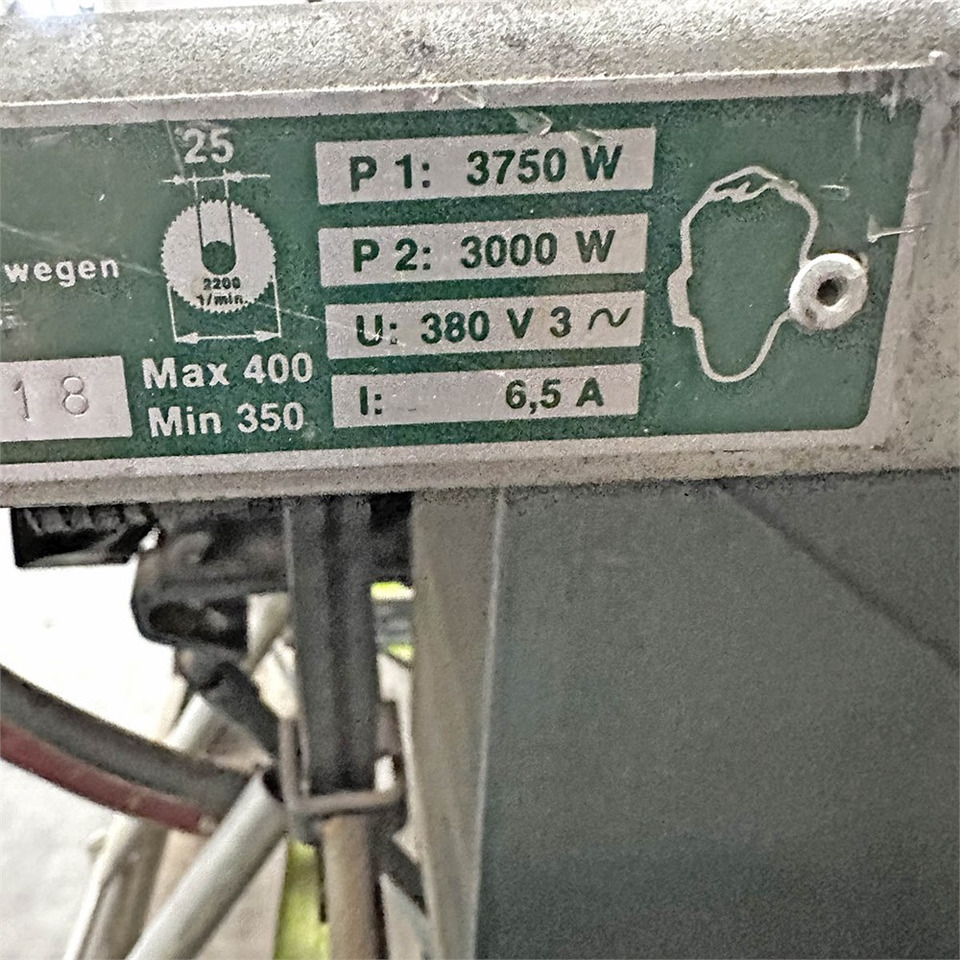 25
P 1: 3750 W
P 2: 3000 W
wegen
2200
1/min.
U: 380 V 3 ~
Max 400
Min 350
I: 6,5 A
18